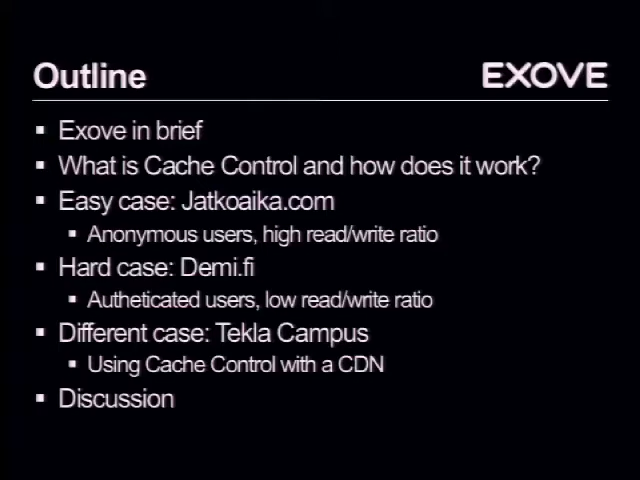 Outline
EXOVE
▪ Exove in brief
▪ What is Cache Control and how does it work?
▪ Easy case: Jatkoaika.com
▪ Anonymous users, high read/write ratio
▪ Hard case: Demi.fi
▪ Autheticated users, low read/write ratio
▪ Different case: Tekla Campus
▪ Using Cache Control with a CDN
▪ Discussion